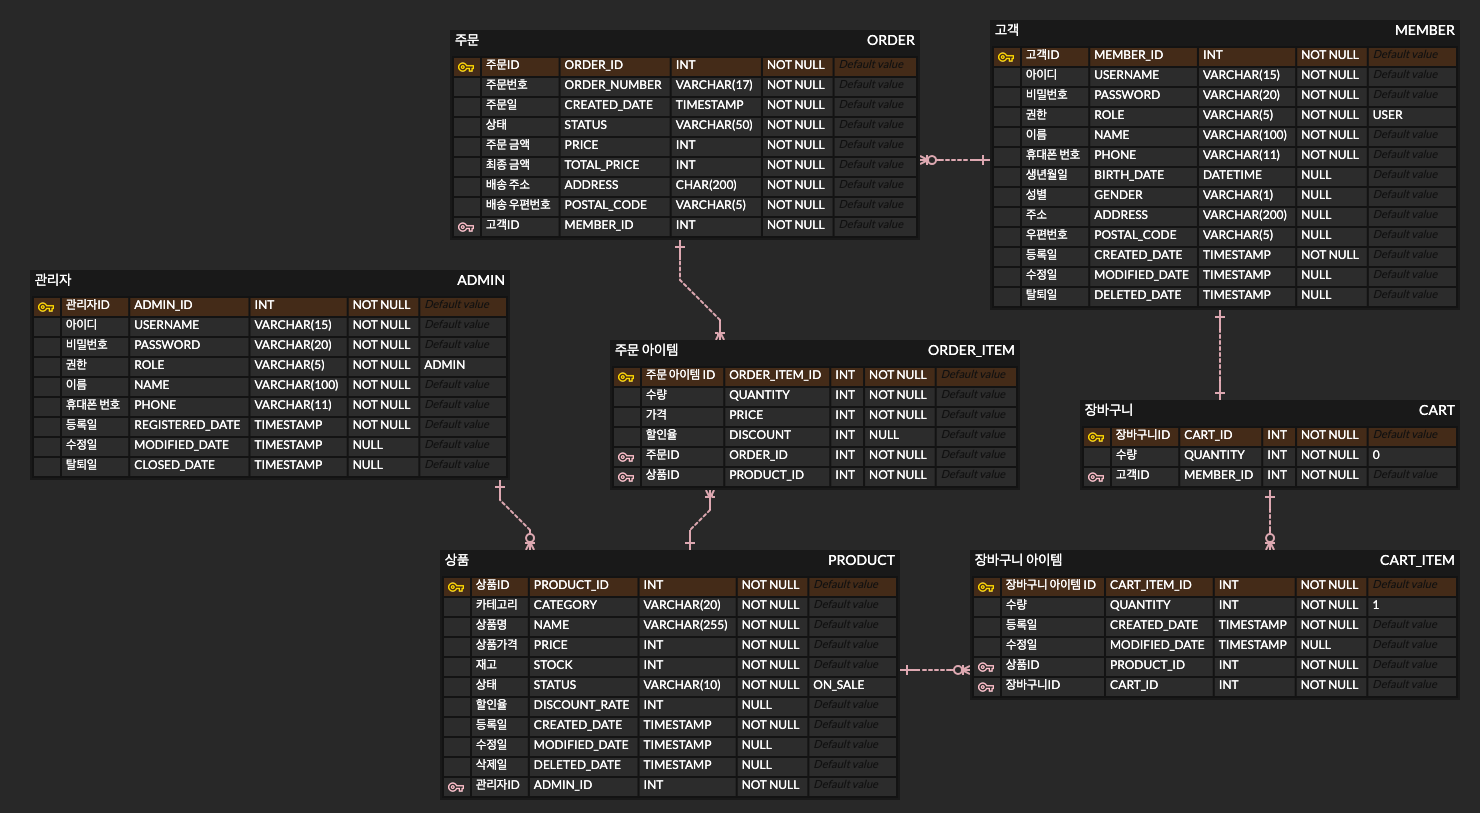 주문 ORDER
주문ID ORDER_ID INT NOT NULL Default value
주문번호 ORDER_NUMBER VARCHAR(17) NOT NULL Default value
주문일 CREATED_DATE TIMESTAMP NOT NULL Default value
상태 STATUS VARCHAR(50) NOT NULL Default value
주문 금액 PRICE INT NOT NULL Default value
최종 금액 TOTAL_PRICE INT NOT NULL Default value
배송 주소 ADDRESS CHAR(200) NOT NULL Default value
배송 우편번호 POSTAL_CODE VARCHAR(5) NOT NULL Default value
고객ID MEMBER_ID INT NOT NULL Default value
고객 MEMBER
고객ID MEMBER_ID INT NOT NULL Default value
아이디 USERNAME VARCHAR(15) NOT NULL Default value
비밀번호 PASSWORD VARCHAR(20) NOT NULL Default value
권한 ROLE VARCHAR(5) NOT NULL USER
이름 NAME VARCHAR(100) NOT NULL Default value
휴대폰 번호 PHONE VARCHAR(11) NOT NULL Default value
생년월일 BIRTH_DATE DATETIME NULL Default value
성별 GENDER VARCHAR(1) NULL Default value
주소 ADDRESS VARCHAR(200) NULL Default value
우편번호 POSTAL_CODE VARCHAR(5) NULL Default value
등록일 CREATED_DATE TIMESTAMP NOT NULL Default value
수정일 MODIFIED_DATE TIMESTAMP NULL Default value
탈퇴일 DELETED_DATE TIMESTAMP NULL Default value
관리자 ADMIN
관리자ID ADMIN_ID INT NOT NULL Default value
아이디 USERNAME VARCHAR(15) NOT NULL Default value
비밀번호 PASSWORD VARCHAR(20) NOT NULL Default value
권한 ROLE VARCHAR(5) NOT NULL ADMIN
이름 NAME VARCHAR(100) NOT NULL Default value
휴대폰 번호 PHONE VARCHAR(11) NOT NULL Default value
등록일 REGISTERED_DATE TIMESTAMP NOT NULL Default value
수정일 MODIFIED_DATE TIMESTAMP NULL Default value
탈퇴일 CLOSED_DATE TIMESTAMP NULL Default value
주문 아이템 ORDER_ITEM
주문 아이템 ID ORDER_ITEM_ID INT NOT NULL Default value
수량 QUANTITY INT NOT NULL Default value
가격 PRICE INT NOT NULL Default value
할인율 DISCOUNT INT NULL Default value
주문ID ORDER_ID INT NOT NULL Default value
상품ID PRODUCT_ID INT NOT NULL Default value
장바구니 CART
장바구니ID CART_ID INT NOT NULL Default value
수량 QUANTITY INT NOT NULL 0
고객ID MEMBER_ID INT NOT NULL Default value
상품 PRODUCT
상품ID PRODUCT_ID INT NOT NULL Default value
카테고리 CATEGORY VARCHAR(20) NOT NULL Default value
상품명 NAME VARCHAR(255) NOT NULL Default value
상품가격 PRICE INT NOT NULL Default value
재고 STOCK INT NOT NULL Default value
상태 STATUS VARCHAR(10) NOT NULL ON_SALE
할인율 DISCOUNT_RATE INT NULL Default value
등록일 CREATED_DATE TIMESTAMP NOT NULL Default value
수정일 MODIFIED_DATE TIMESTAMP NULL Default value
삭제일 DELETED_DATE TIMESTAMP NULL Default value
관리자ID ADMIN_ID INT NOT NULL Default value
장바구니 아이템 CART_ITEM
장바구니 아이템 ID CART_ITEM_ID INT NOT NULL Default value
수량 QUANTITY INT NOT NULL 1
등록일 CREATED_DATE TIMESTAMP NOT NULL Default value
수정일 MODIFIED_DATE TIMESTAMP NULL Default value
상품ID PRODUCT_ID INT NOT NULL Default value
장바구니ID CART_ID INT NOT NULL Default value